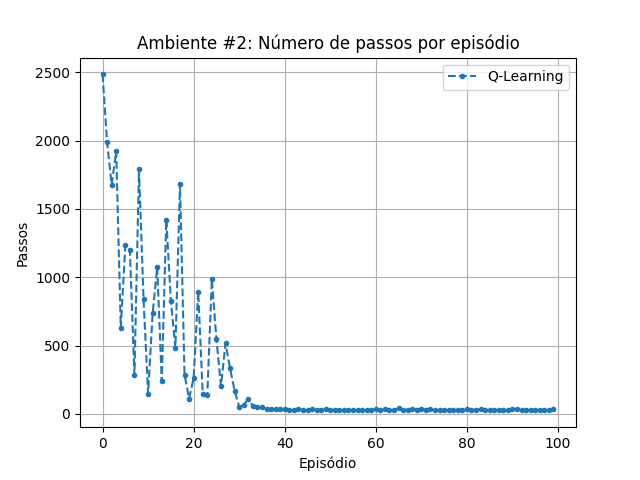 Ambiente #2: Número de passos por episódio
Q-Learning
2500
2000
1500
1000
500
0
Passos
0 20 40 60 80 100
Episódio